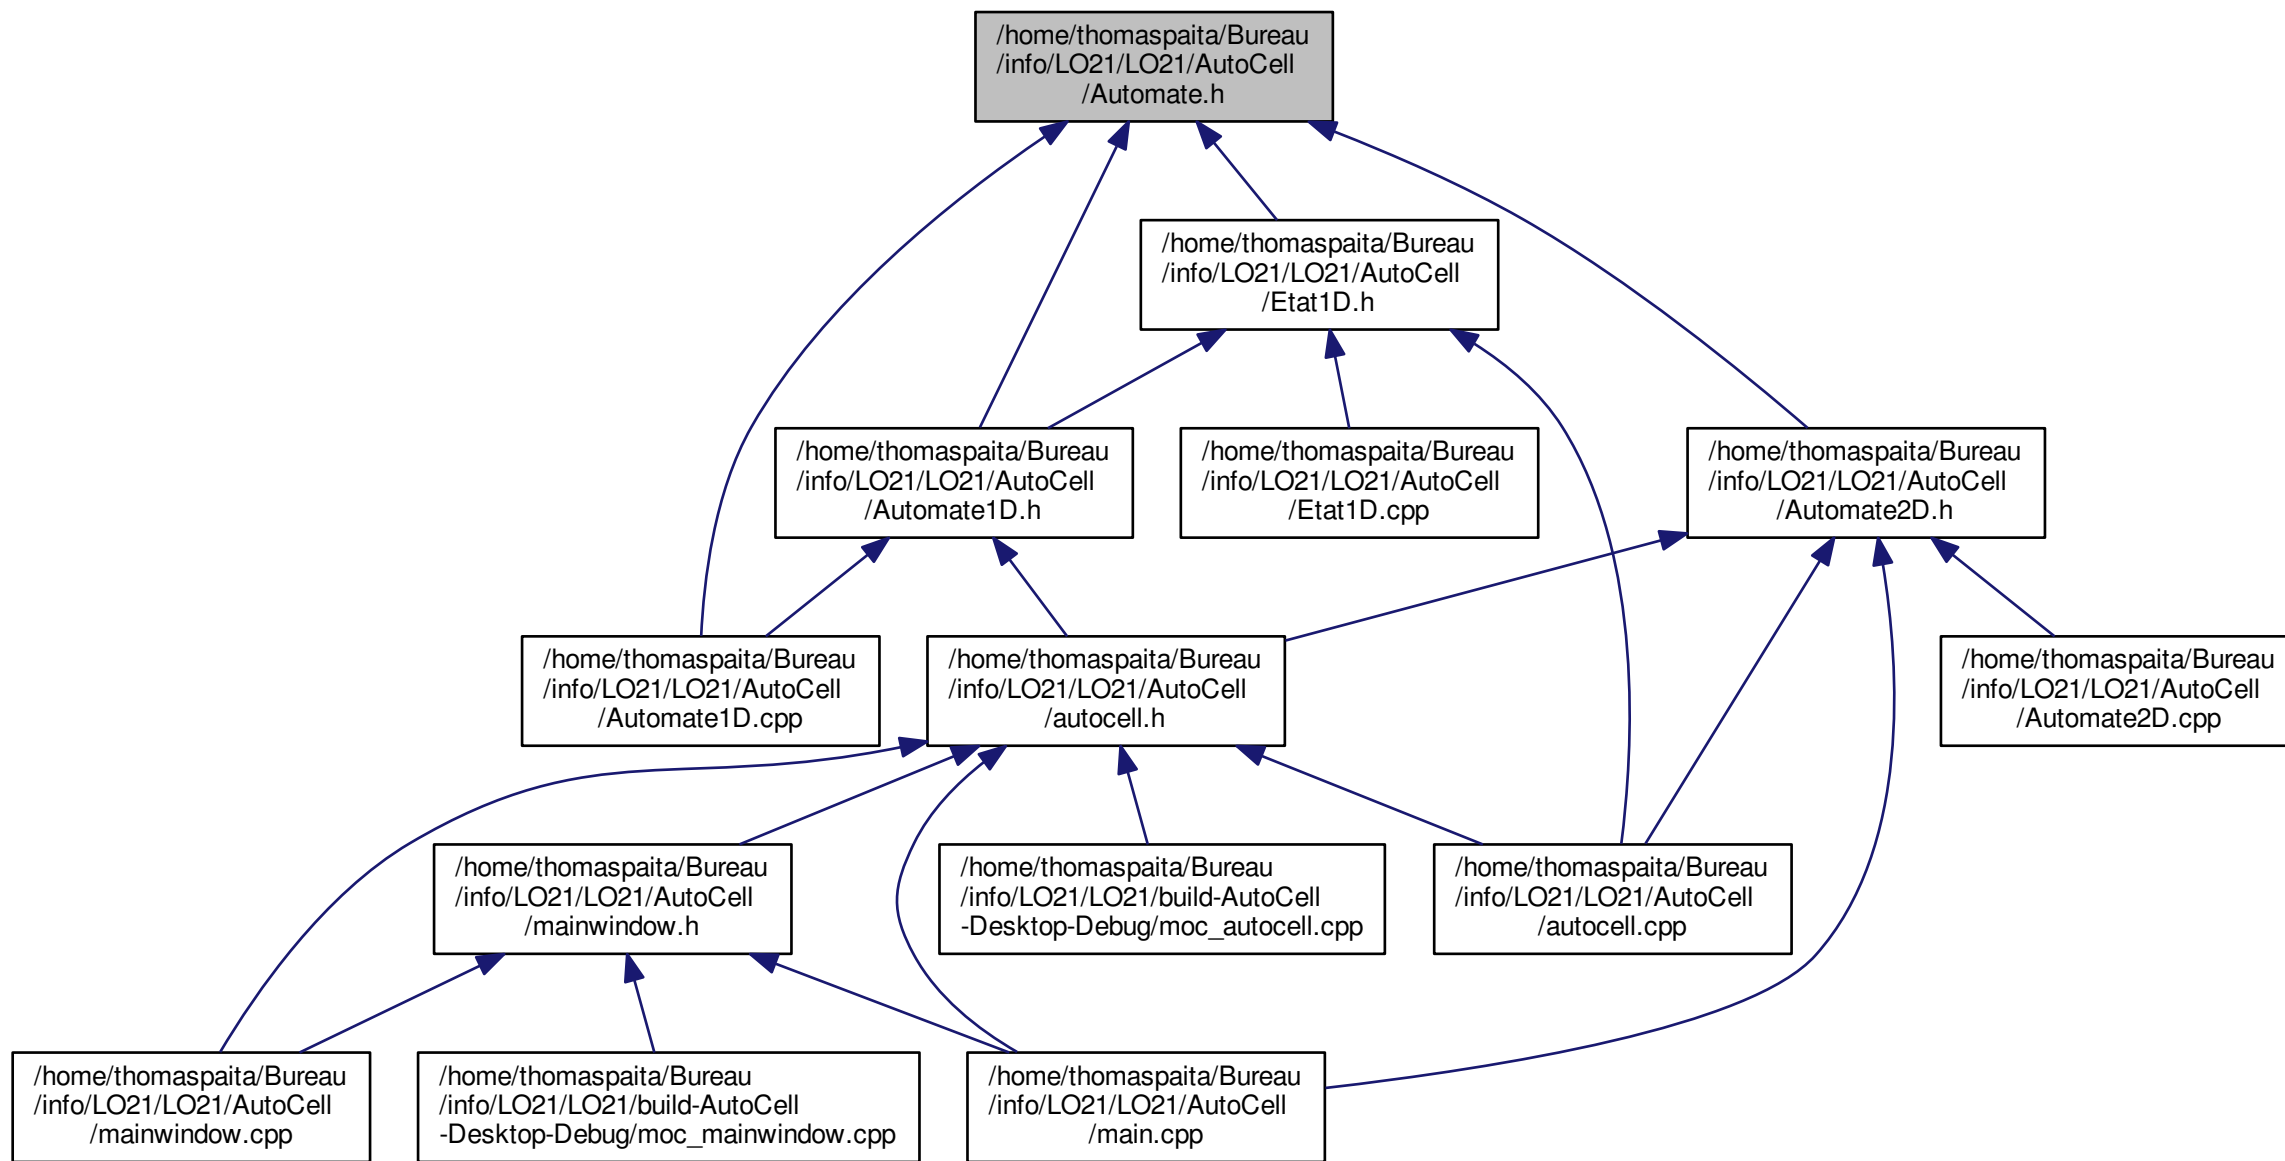 /home/thomaspaita/Bureau
/info/LO21/LO21/AutoCell
/Automate.h
/home/thomaspaita/Bureau
/info/LO21/LO21/AutoCell
/Etat1D.h
/home/thomaspaita/Bureau
/info/LO21/LO21/AutoCell
/Automate1D.h
/home/thomaspaita/Bureau
/info/LO21/LO21/AutoCell
/Etat1D.cpp
/home/thomaspaita/Bureau
/info/LO21/LO21/AutoCell
/Automate2D.h
/home/thomaspaita/Bureau
/info/LO21/LO21/AutoCell
/Automate1D.cpp
/home/thomaspaita/Bureau
/info/LO21/LO21/AutoCell
/autocell.h
/home/thomaspaita/Bureau
/info/LO21/LO21/AutoCell
/Automate2D.cpp
/home/thomaspaita/Bureau
/info/LO21/LO21/AutoCell
/mainwindow.h
/home/thomaspaita/Bureau
/info/LO21/LO21/build-AutoCell
-Desktop-Debug/moc_autocell.cpp
/home/thomaspaita/Bureau
/info/LO21/LO21/AutoCell
/autocell.cpp
/home/thomaspaita/Bureau
/info/LO21/LO21/AutoCell
/mainwindow.cpp
/home/thomaspaita/Bureau
/info/LO21/LO21/build-AutoCell
-Desktop-Debug/moc_mainwindow.cpp
/home/thomaspaita/Bureau
/info/LO21/LO21/AutoCell
/main.cpp